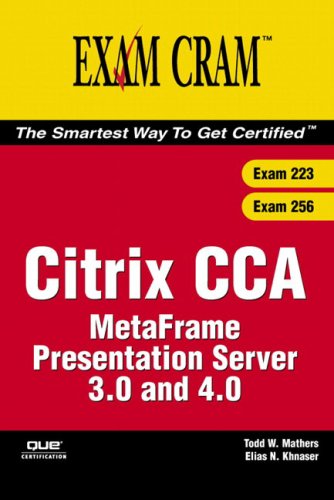 EXAM CRAM™
The Smartest Way To Get Certified™
Exam 223
Exam 256
Citrix CCA
MetaFrame
Presentation Server
3.0 and 4.0
Todd W. Mathers
Elias N. Khnaser
QUE®
CERTIFICATION